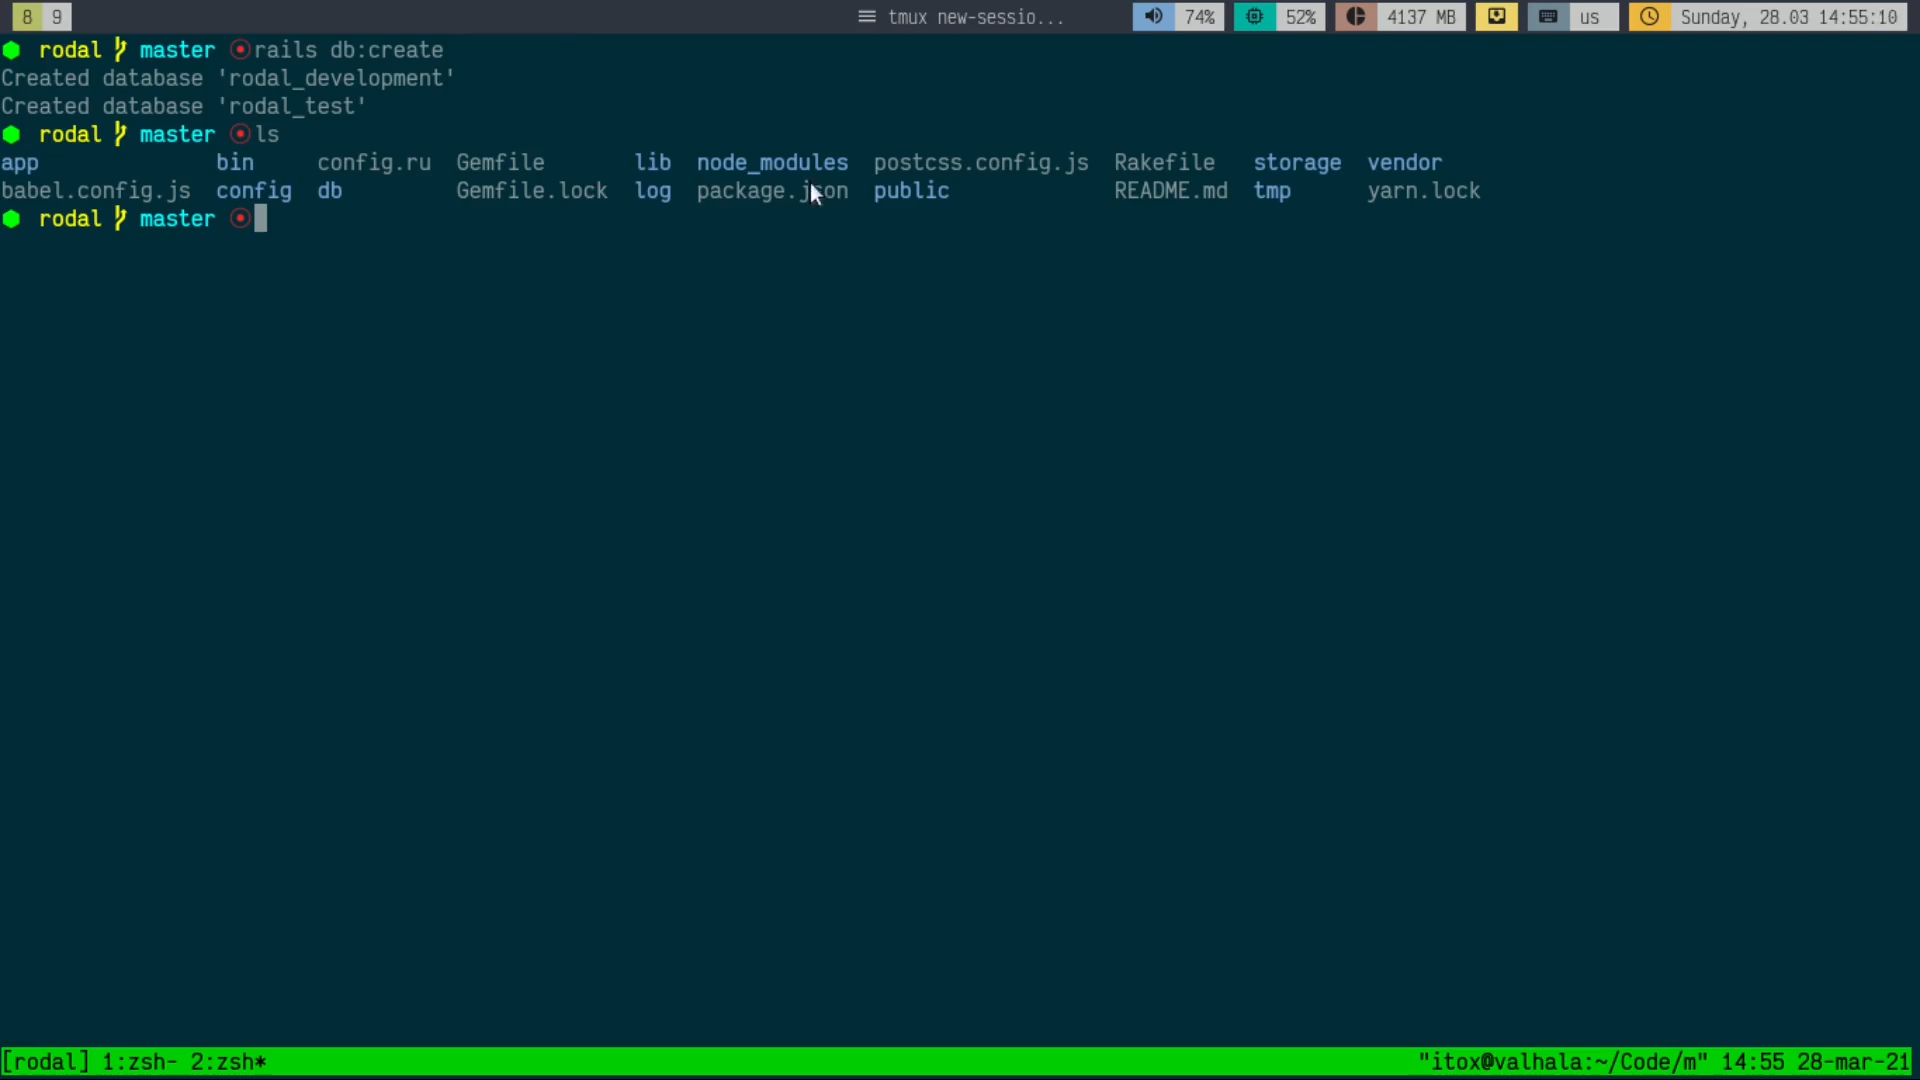 8 9 tmux new-sessio... 74% 52% 4137 MB us Sunday, 28.03 14:55:10
rodal master rails db:create
Created database 'rodal_development'
Created database 'rodal_test'
rodal master ls
app bin config.ru Gemfile lib node_modules postcss.config.js Rakefile storage vendor
babel.config.js config db Gemfile.lock log package.json public README.md tmp yarn.lock
rodal master
[rodal] 1:zsh- 2:zsh* "itox@valhala:~/Code/m" 14:55 28-mar-21